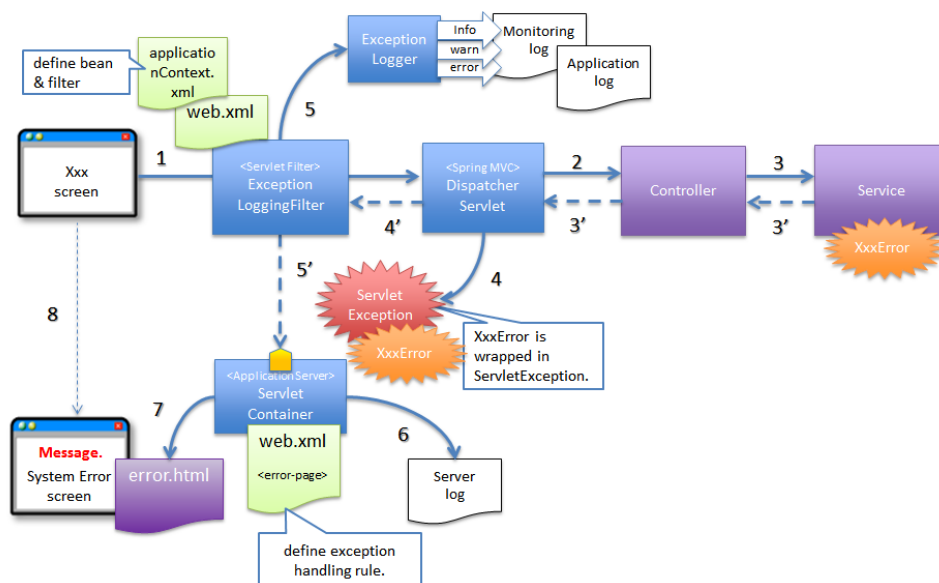 define bean
& filter
applicatio
nContext.
xml
web.xml
Exception
Logger
Info
warn
error
Monitoring
log
Application
log
5
1
Xxx
screen
<Servlet Filter>
Exception
LoggingFilter
<Spring MVC>
Dispatcher
Servlet
2
Controller
3
Service
4'
3'
3'
XxxError
5'
4
Servlet
Exception
XxxError
XxxError is
wrapped in
ServletException.
8
<Application Server>
Servlet
Container
7
6
web.xml
<error-page>
Message.
System Error
screen
error.html
Server
log
define exception
handling rule.